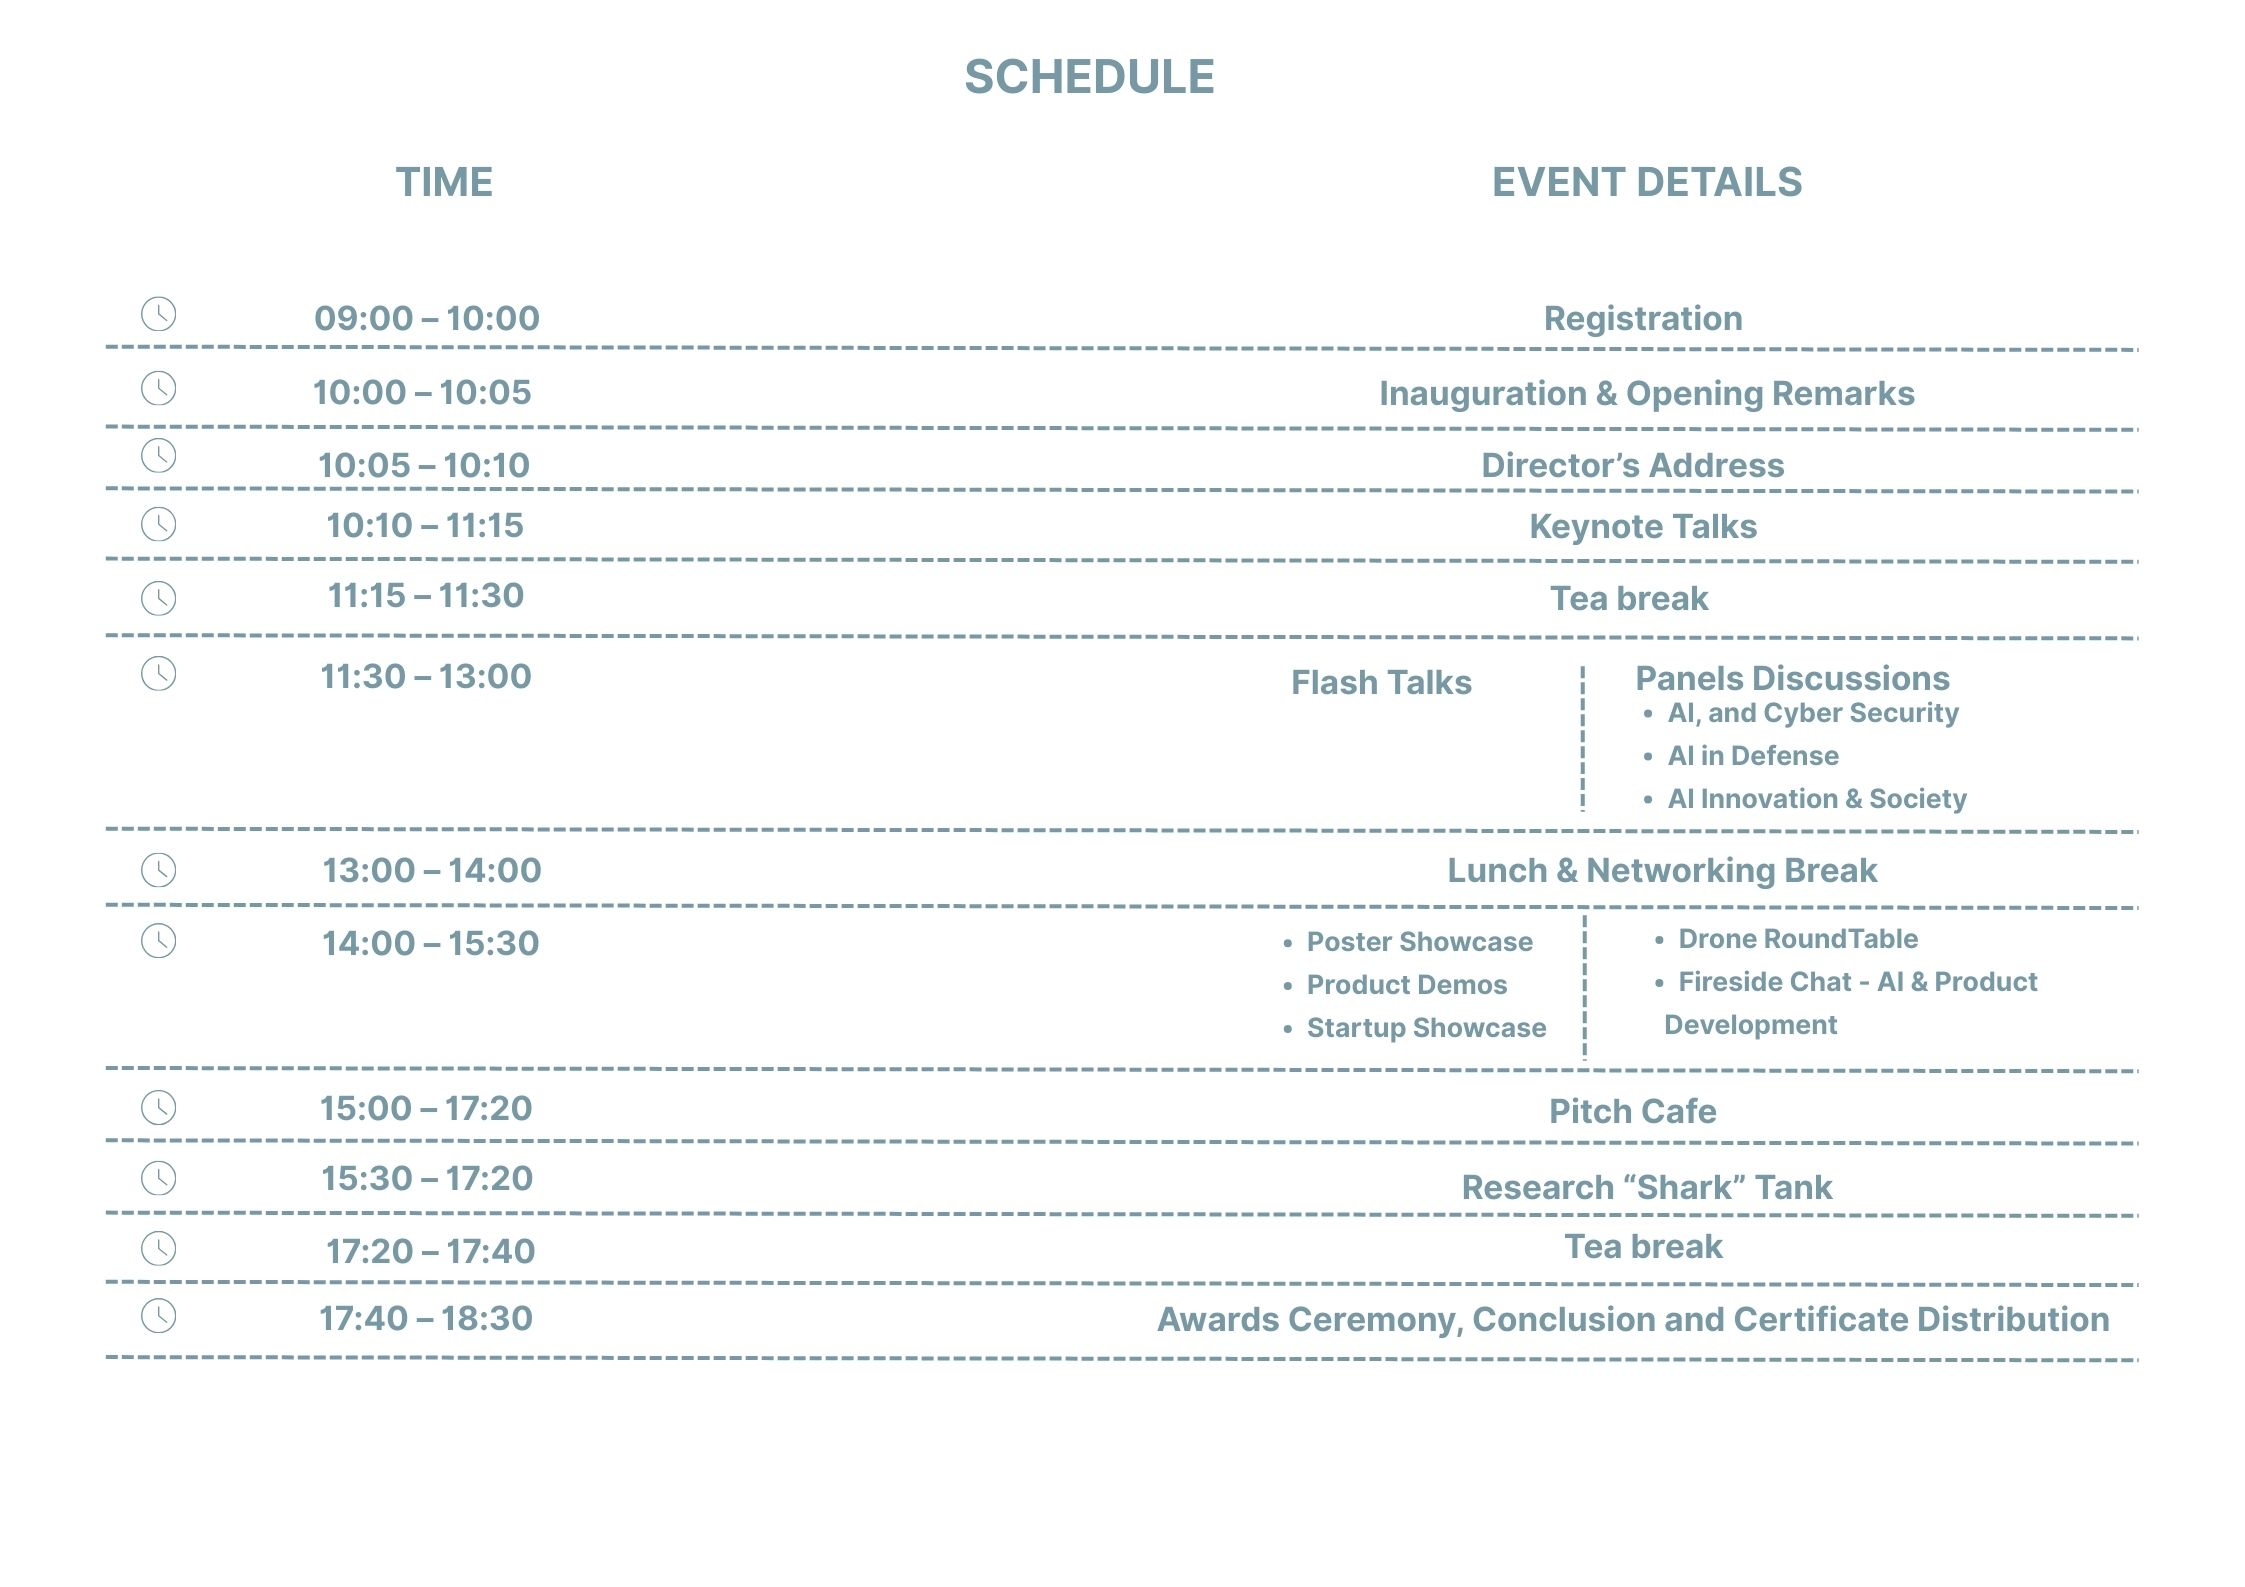 SCHEDULE
TIME EVENT DETAILS
09:00 – 10:00 Registration
10:00 – 10:05 Inauguration & Opening Remarks
10:05 – 10:10 Director’s Address
10:10 – 11:15 Keynote Talks
11:15 – 11:30 Tea break
11:30 – 13:00 Flash Talks Panels Discussions
• AI, and Cyber Security
• AI in Defense
• AI Innovation & Society
13:00 – 14:00 Lunch & Networking Break
14:00 – 15:30
• Poster Showcase
• Product Demos
• Startup Showcase
• Drone RoundTable
• Fireside Chat - AI & Product
Development
15:00 – 17:20 Pitch Cafe
15:30 – 17:20 Research “Shark” Tank
17:20 – 17:40 Tea break
17:40 – 18:30 Awards Ceremony, Conclusion and Certificate Distribution